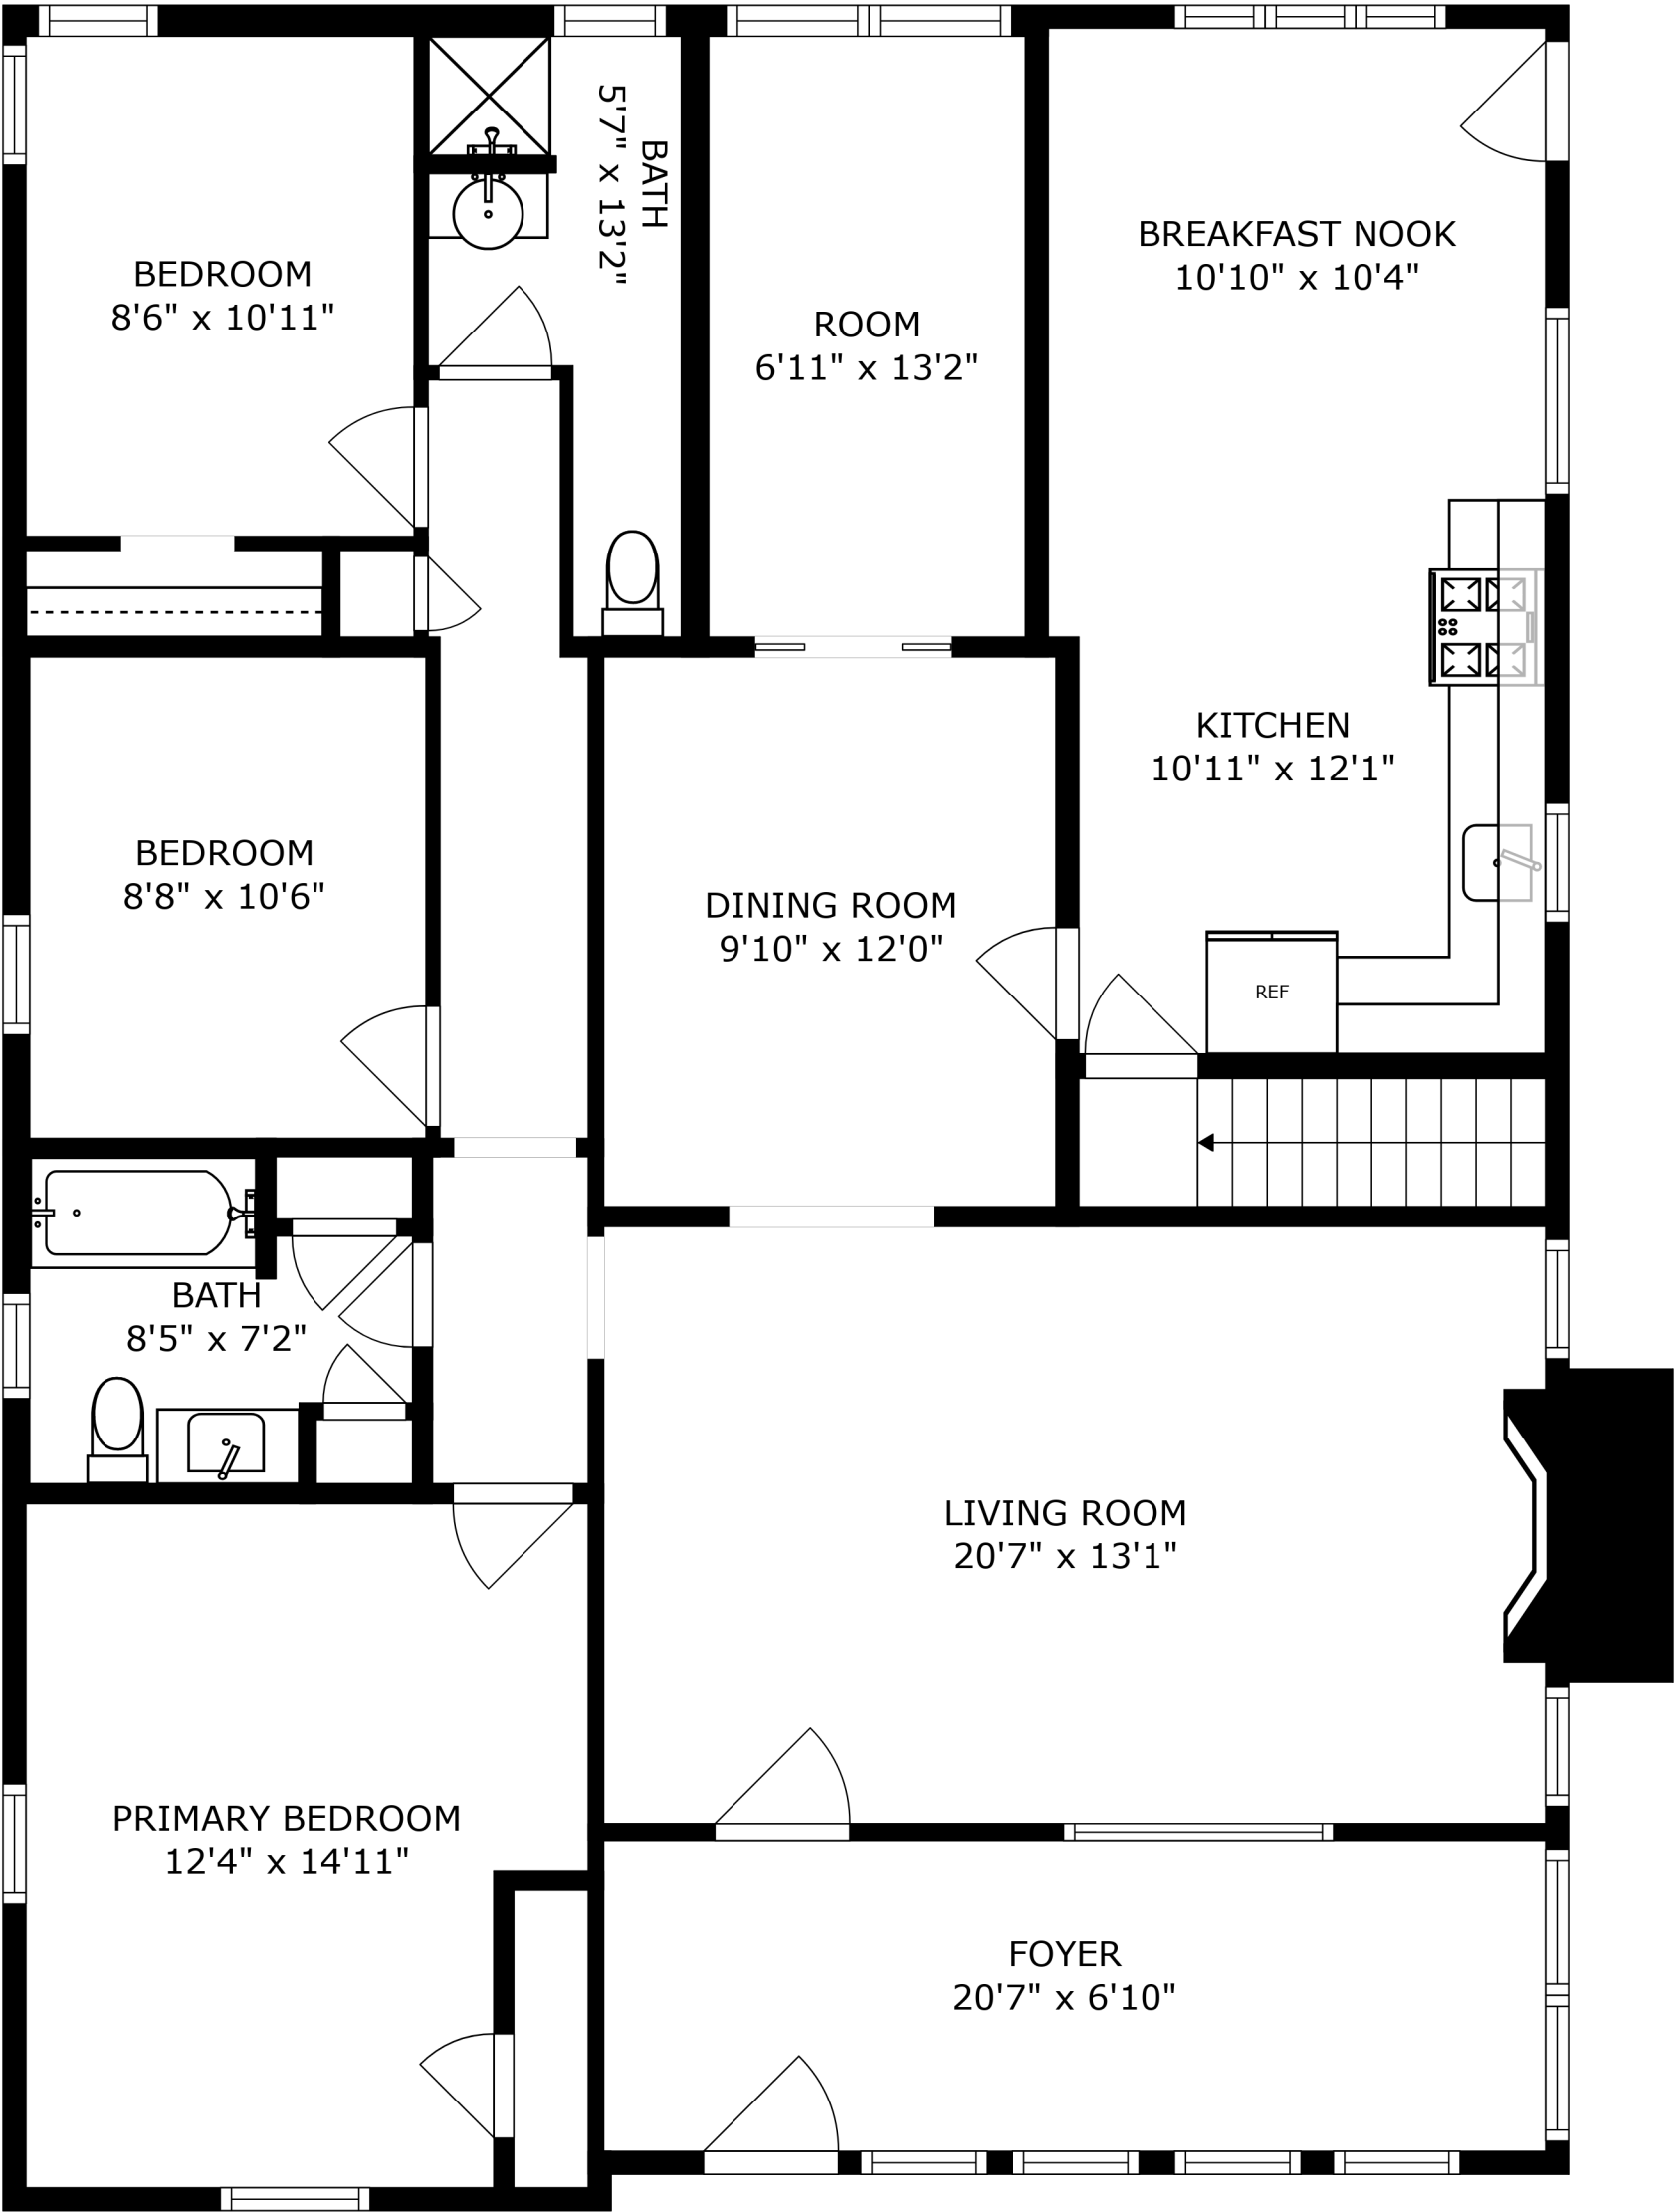 BEDROOM
8'6" x 10'11"
BATH
5'7" x 13'2"
ROOM
6'11" x 13'2"
BREAKFAST NOOK
10'10" x 10'4"
KITCHEN
10'11" x 12'1"
BEDROOM
8'8" x 10'6"
DINING ROOM
9'10" x 12'0"
REF
BATH
8'5" x 7'2"
LIVING ROOM
20'7" x 13'1"
PRIMARY BEDROOM
12'4" x 14'11"
FOYER
20'7" x 6'10"